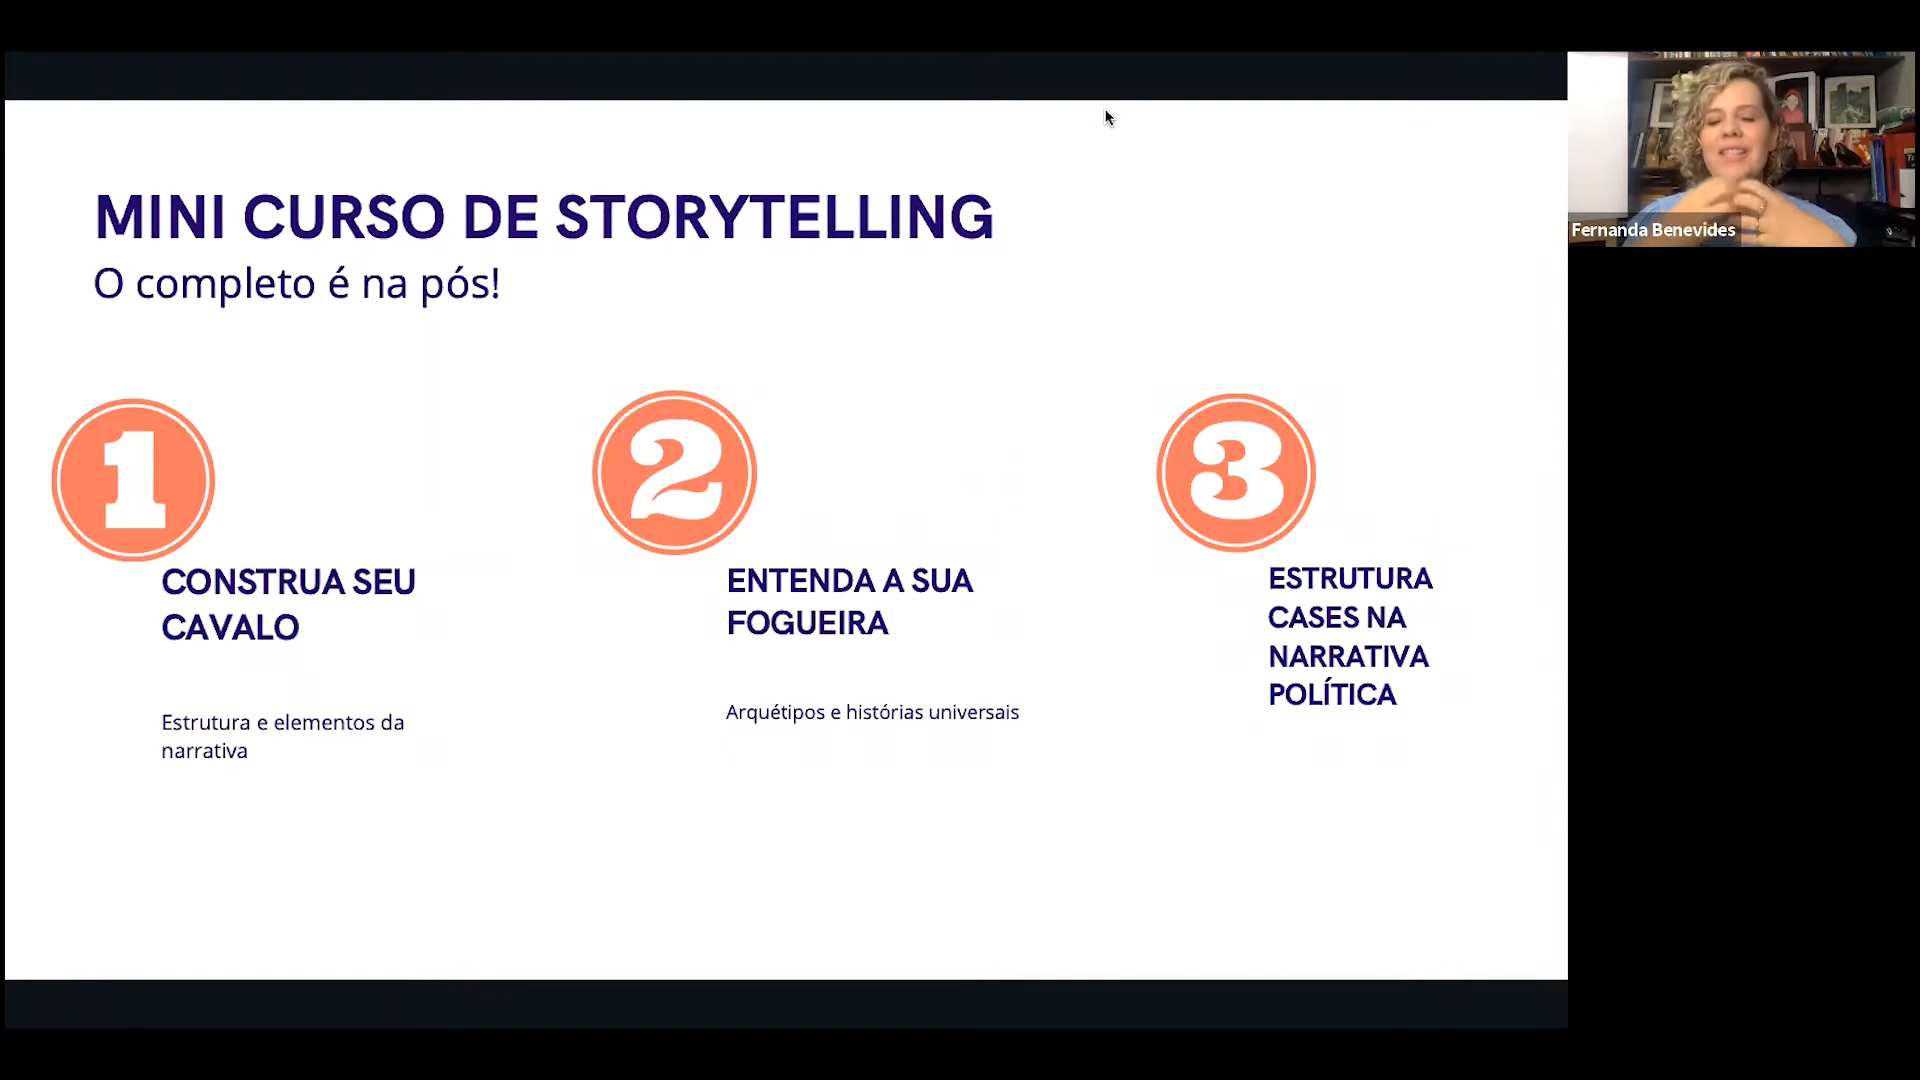 MINI CURSO DE STORYTELLING
O completo é na pós!
Fernanda Benevides
1
CONSTRUA SEU
CAVALO
Estrutura e elementos da
narrativa
2
ENTENDA A SUA
FOGUEIRA
Arquétipos e histórias universais
3
ESTRUTURA
CASES NA
NARRATIVA
POLÍTICA